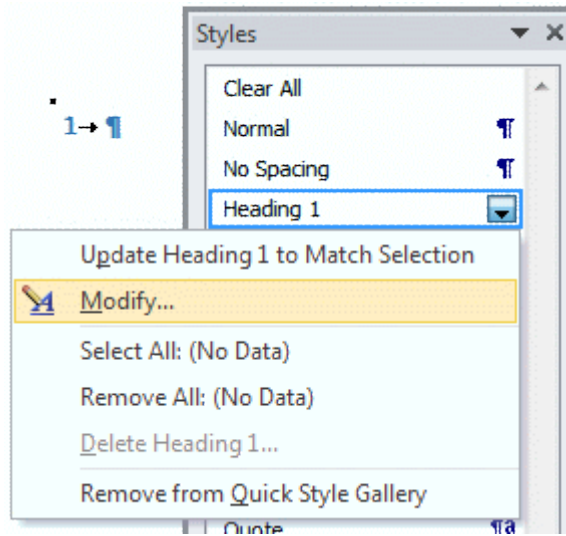 Styles
Clear All
1→ ¶
Normal ¶
No Spacing ¶
Heading 1
Update Heading 1 to Match Selection
Modify...
Select All: (No Data)
Remove All: (No Data)
Delete Heading 1...
Remove from Quick Style Gallery
Quote ¶a